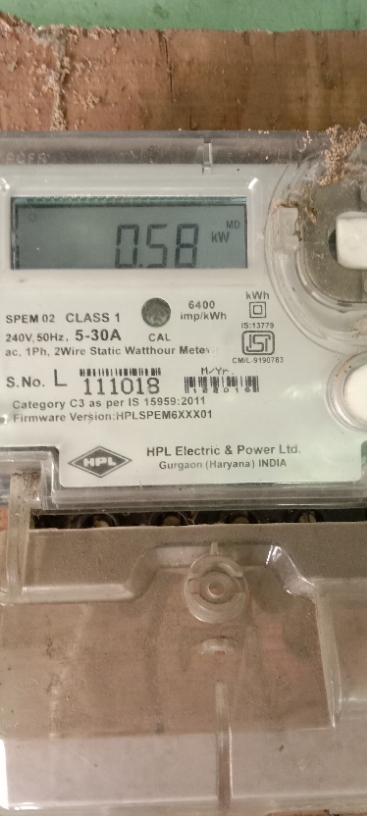 MD
0.58 kW
SPEM 02 CLASS 1
240V, 50Hz, 5-30A
ac, 1Ph, 2Wire Static Watthour Meter
CAL
6400
imp/kWh
kWh
IS:13779
ISI
CM/L-9190783
S.No. L 111018
M/Yr.
Category C3 as per IS 15959:2011
Firmware Version:HPLSPEM6XXX01
HPL
HPL Electric & Power Ltd.
Gurgaon (Haryana) INDIA